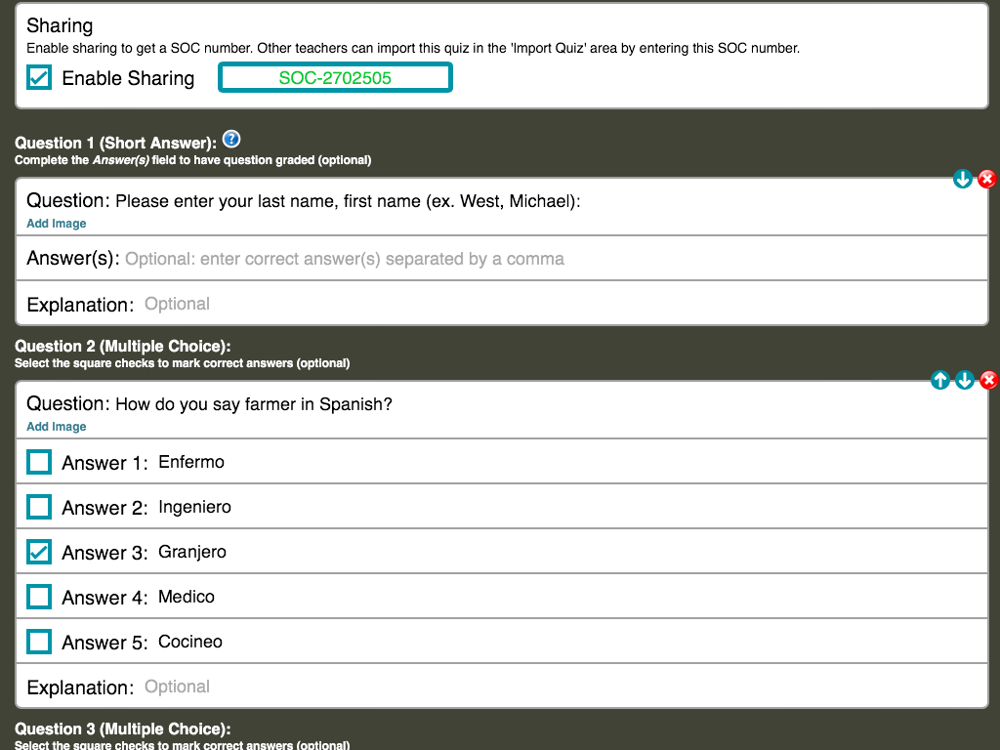 Sharing
Enable sharing to get a SOC number. Other teachers can import this quiz in the 'Import Quiz' area by entering this SOC number.
Enable Sharing SOC-2702505
Question 1 (Short Answer): ?
Complete the Answer(s) field to have question graded (optional)
Question: Please enter your last name, first name (ex. West, Michael):
Add Image
Answer(s): Optional: enter correct answer(s) separated by a comma
Explanation: Optional
Question 2 (Multiple Choice):
Select the square checks to mark correct answers (optional)
Question: How do you say farmer in Spanish?
Add Image
Answer 1: Enfermo
Answer 2: Ingeniero
Answer 3: Granjero
Answer 4: Medico
Answer 5: Cocineo
Explanation: Optional
Question 3 (Multiple Choice):
Select the square checks to mark correct answers (optional)